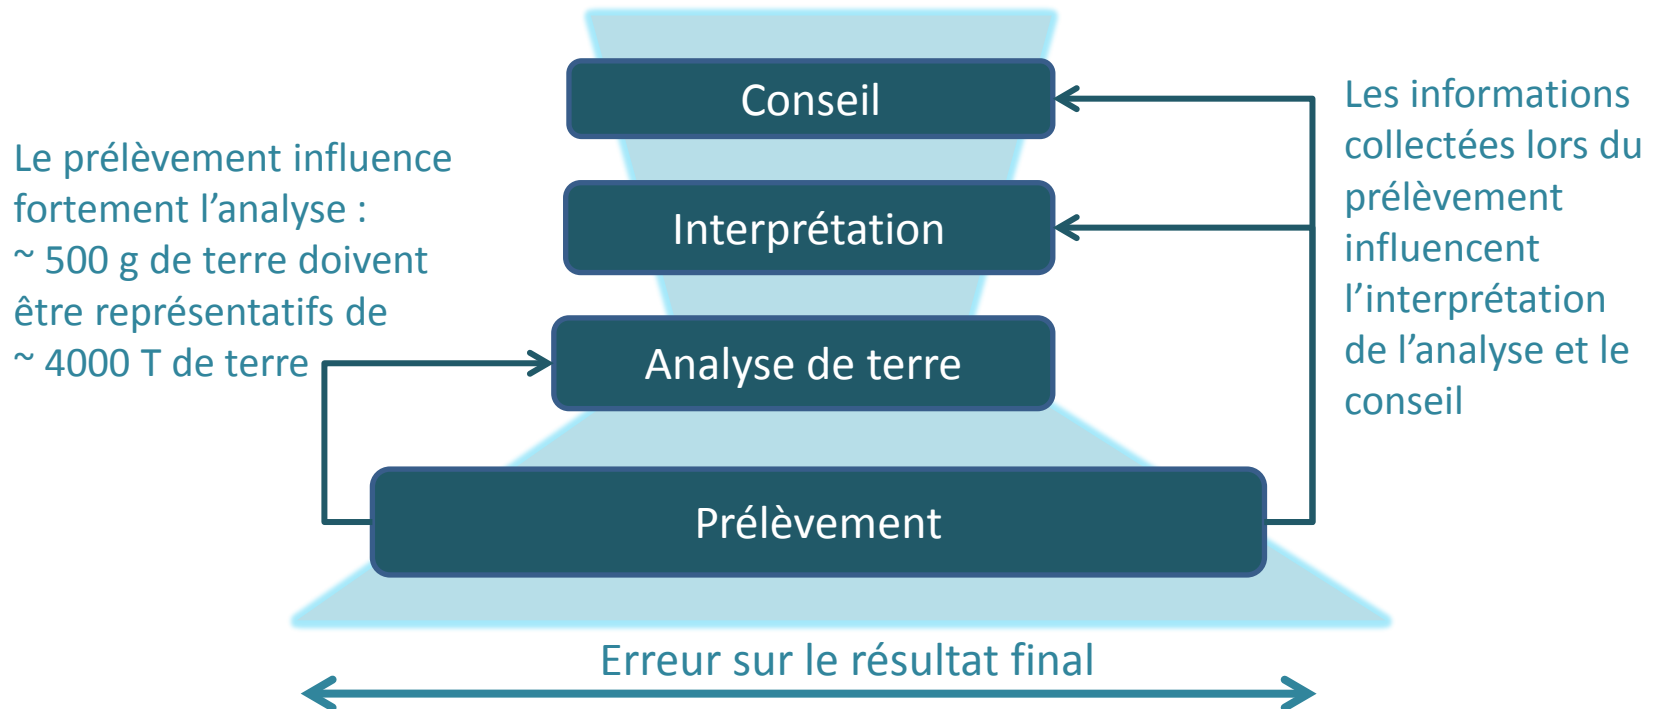 Conseil
Interprétation
Analyse de terre
Prélèvement
Le prélèvement influence
fortement l’analyse :
~ 500 g de terre doivent
être représentatifs de
~ 4000 T de terre
Les informations
collectées lors du
prélèvement
influencent
l’interprétation
de l’analyse et le
conseil
Erreur sur le résultat final